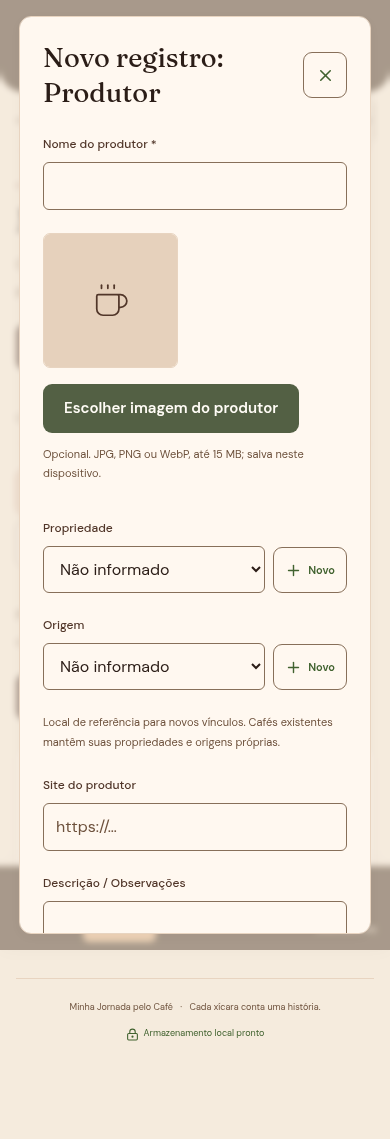 Novo registro:
Produtor
Nome do produtor *
Escolher imagem do produtor
Opcional. JPG, PNG ou WebP, até 15 MB; salva neste
dispositivo.
Propriedade
Não informado
Novo
Origem
Não informado
Novo
Local de referência para novos vínculos. Cafés existentes
mantêm suas propriedades e origens próprias.
Site do produtor
https://...
Descrição / Observações
Minha Jornada pelo Café · Cada xícara conta uma história.
Armazenamento local pronto